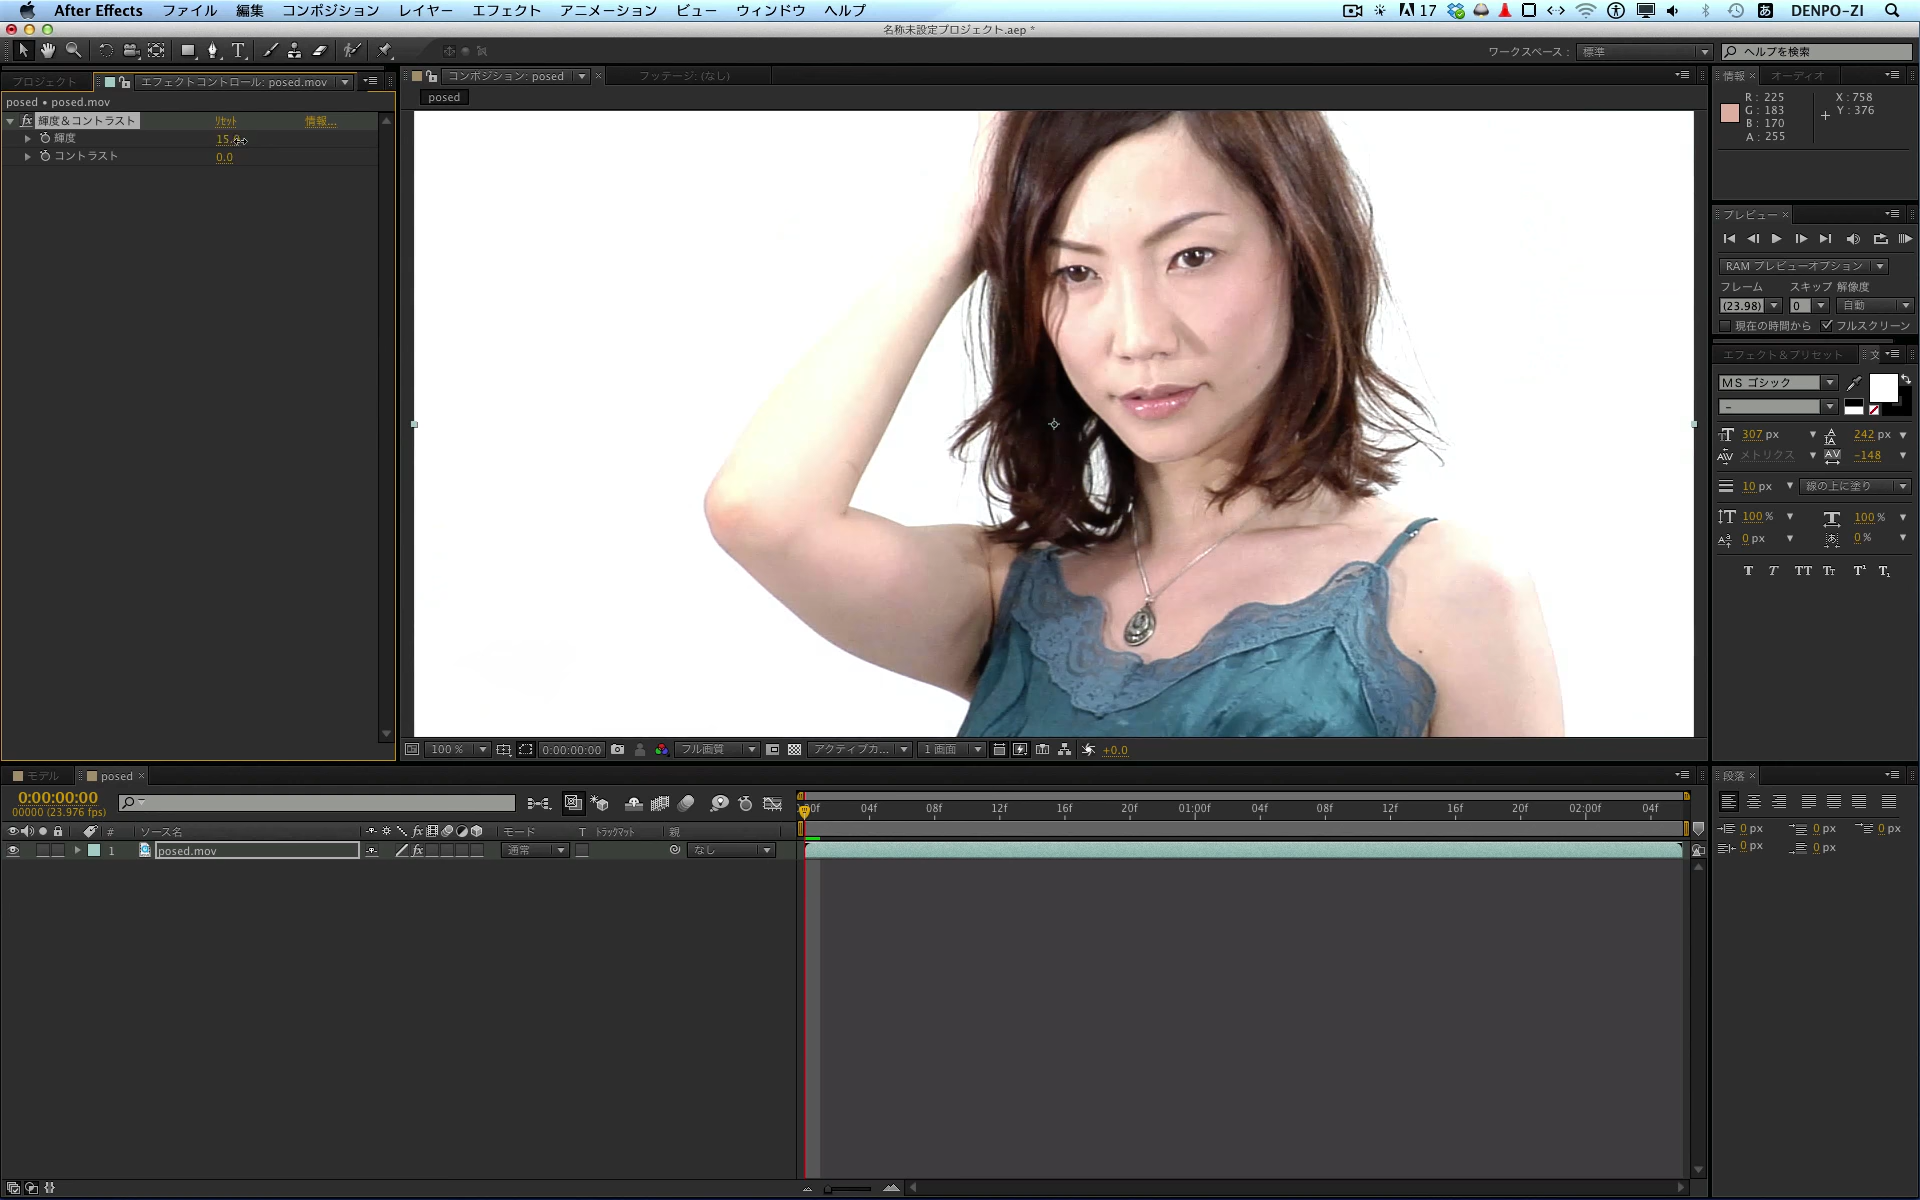 After Effects ファイル 編集 コンポジション レイヤー エフェクト アニメーション ビュー ウィンドウ ヘルプ 17 あ DENPO-ZI
名称未設定プロジェクト.aep *
ワークスペース : 標準 ヘルプを検索
プロジェクト エフェクトコントロール: posed.mov
posed • posed.mov
fx 輝度＆コントラスト リセット 情報...
輝度
コントラスト 0.0
コンポジション: posed フッテージ: (なし)
posed
100 % 0:00:00:00 フル画質 アクティブカ... 1 画面 +0.0
情報 オーディオ
R : 225 X : 758
G : 183 Y : 376
B : 170
A : 255
プレビュー
RAM プレビューオプション
フレーム スキップ 解像度
(23.98) 0 自動
現在の時間から フルスクリーン
エフェクト＆プリセット 文
MS ゴシック
-
307 px 242 px
メトリクス -148
10 px 線の上に塗り
100 % 100 %
0 px 0 %
T T TT Tr T¹ T₁
モデル posed
0:00:00:00
00000 (23.976 fps)
# ソース名 fx モード T トラックマット 親
1 posed.mov fx 通常 なし
00f 04f 08f 12f 16f 20f 01:00f 04f 08f 12f 16f 20f 02:00f 04f
段落
0 px 0 px 0 px
0 px 0 px